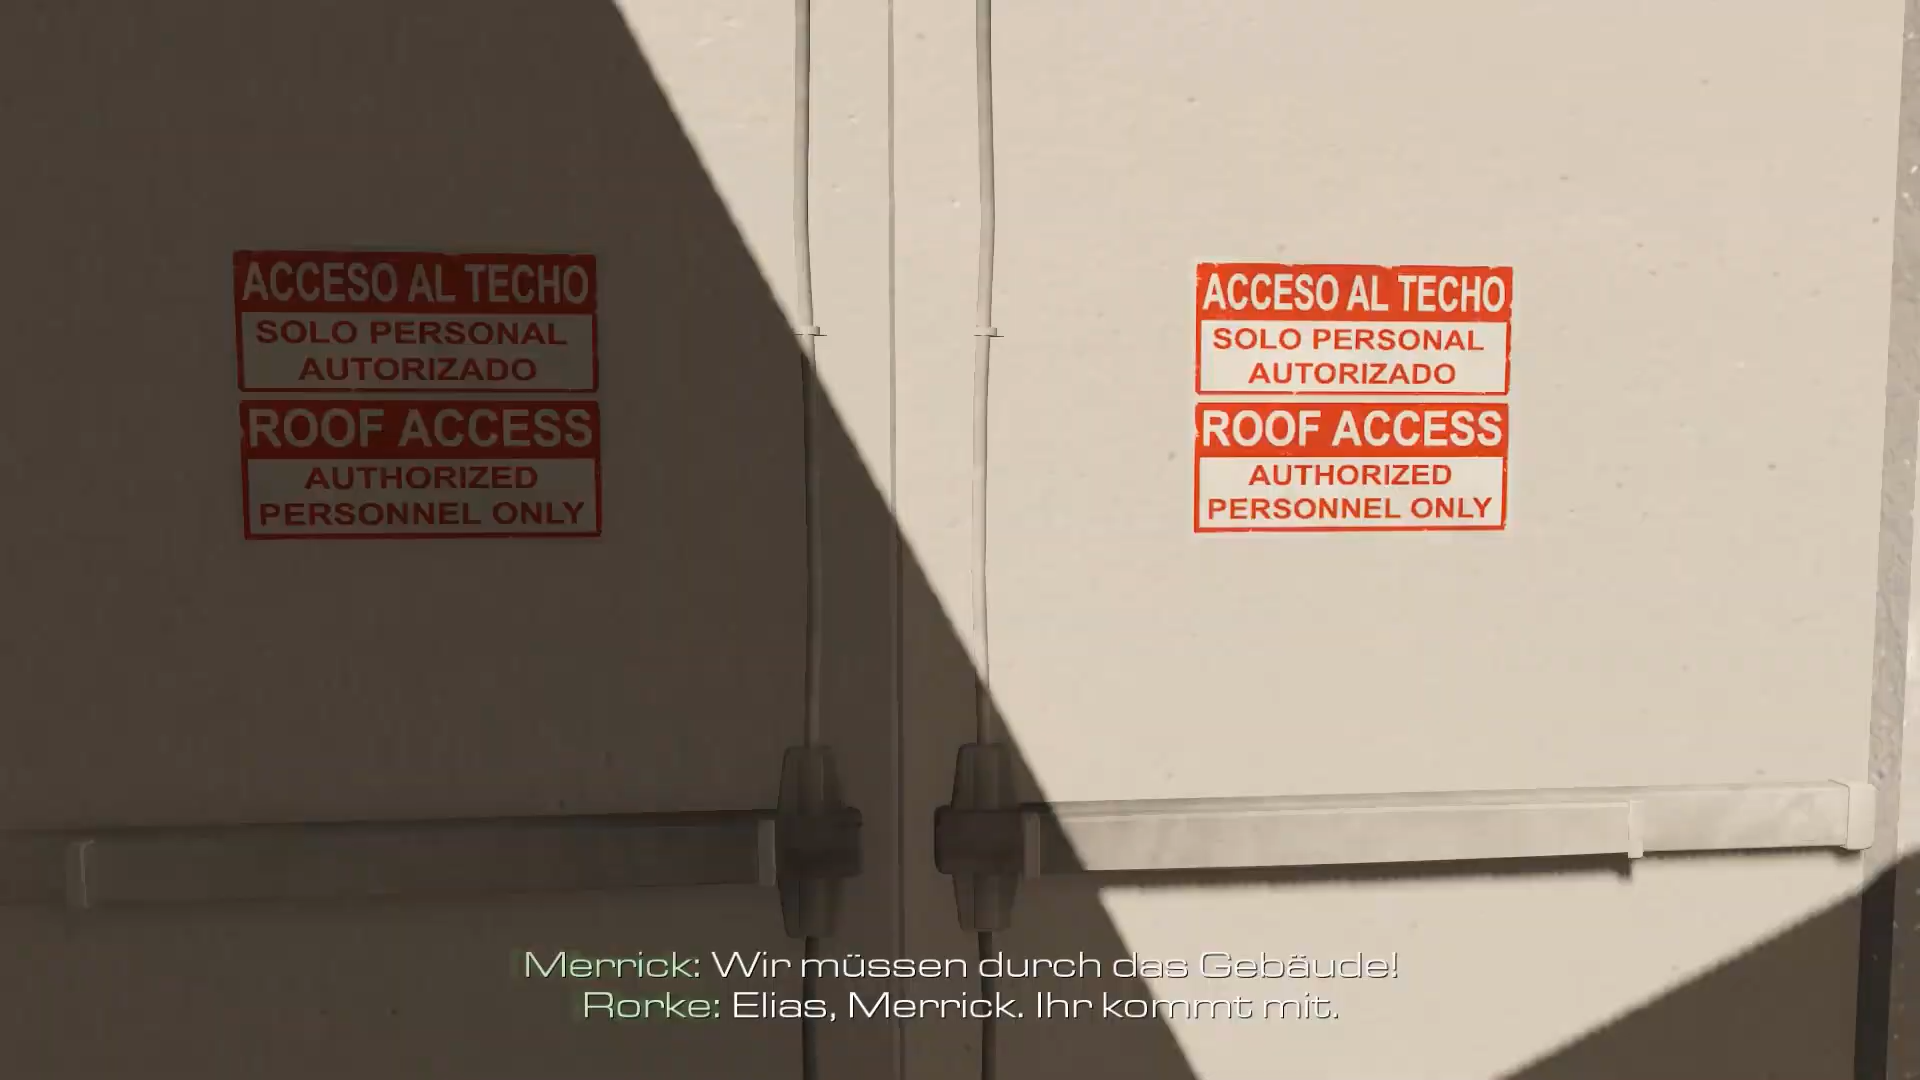 ACCESO AL TECHO
SOLO PERSONAL
AUTORIZADO
ROOF ACCESS
AUTHORIZED
PERSONNEL ONLY
ACCESO AL TECHO
SOLO PERSONAL
AUTORIZADO
ROOF ACCESS
AUTHORIZED
PERSONNEL ONLY
Merrick: Wir müssen durch das Gebäude!
Rorke: Elias, Merrick. Ihr kommt mit.